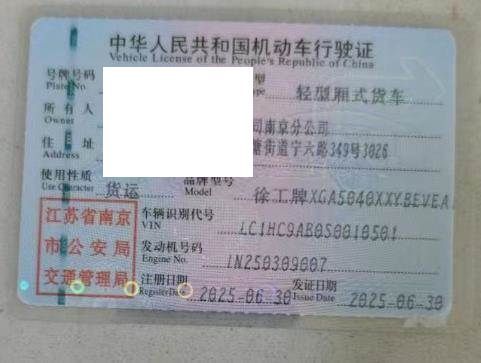 中华人民共和国机动车行驶证
Vehicle License of the People's Republic of China
号牌号码 型 轻型厢式货车
Plate No.
所有人 司南京分公司
Owner
住址 街道宁六路349号3026
Address
使用性质 货运 品牌型号 徐工牌XGA5040XXYBEVEA
Use Character Model
江苏省南京
市公安局
交通管理局
车辆识别代号 LC1HC9AB0S0010501
VIN
发动机号码 1N250309007
Engine No.
注册日期 2025-06-30 发证日期 2025-06-30
Register Date Issue Date